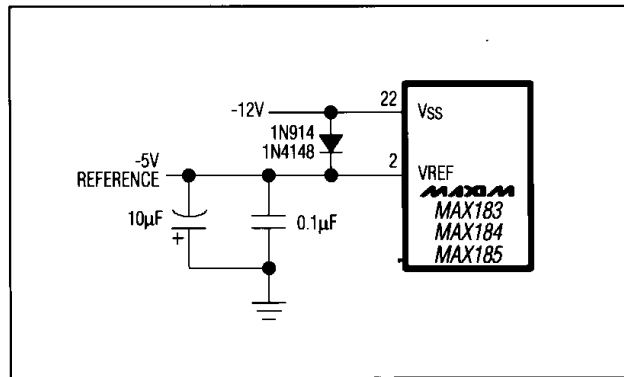 -12V
22
VSS
1N914
1N4148
-5V
REFERENCE
2
VREF
MAXIM
MAX183
MAX184
MAX185
10µF
+
0.1µF